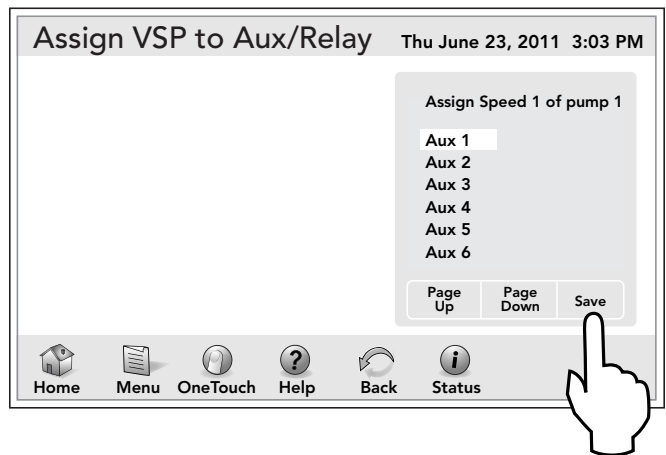 Assign VSP to Aux/Relay Thu June 23, 2011 3:03 PM
Assign Speed 1 of pump 1
Aux 1
Aux 2
Aux 3
Aux 4
Aux 5
Aux 6
Page Up
Page Down
Save
Home Menu OneTouch Help Back Status